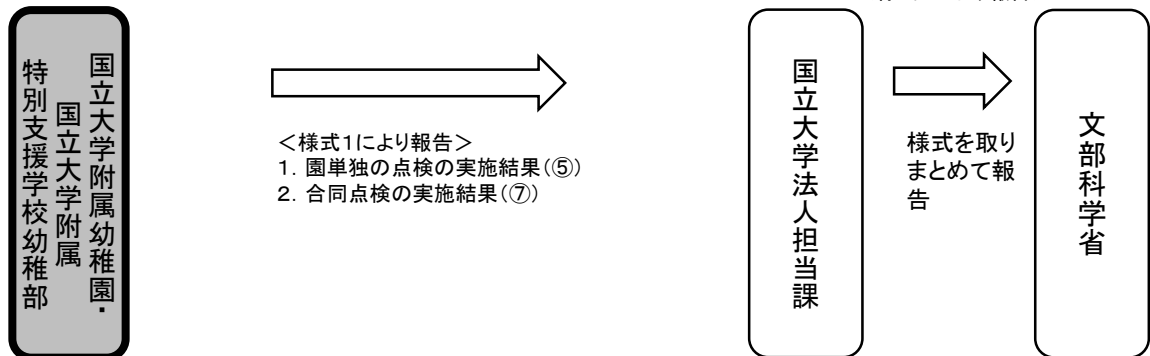 国立大学附属幼稚園・
国立大学附属
特別支援学校幼稚部
＜様式1により報告＞
1．園単独の点検の実施結果（⑤）
2．合同点検の実施結果（⑦）
国立大学法人担当課
様式を取り
まとめて報
告
文部科学省